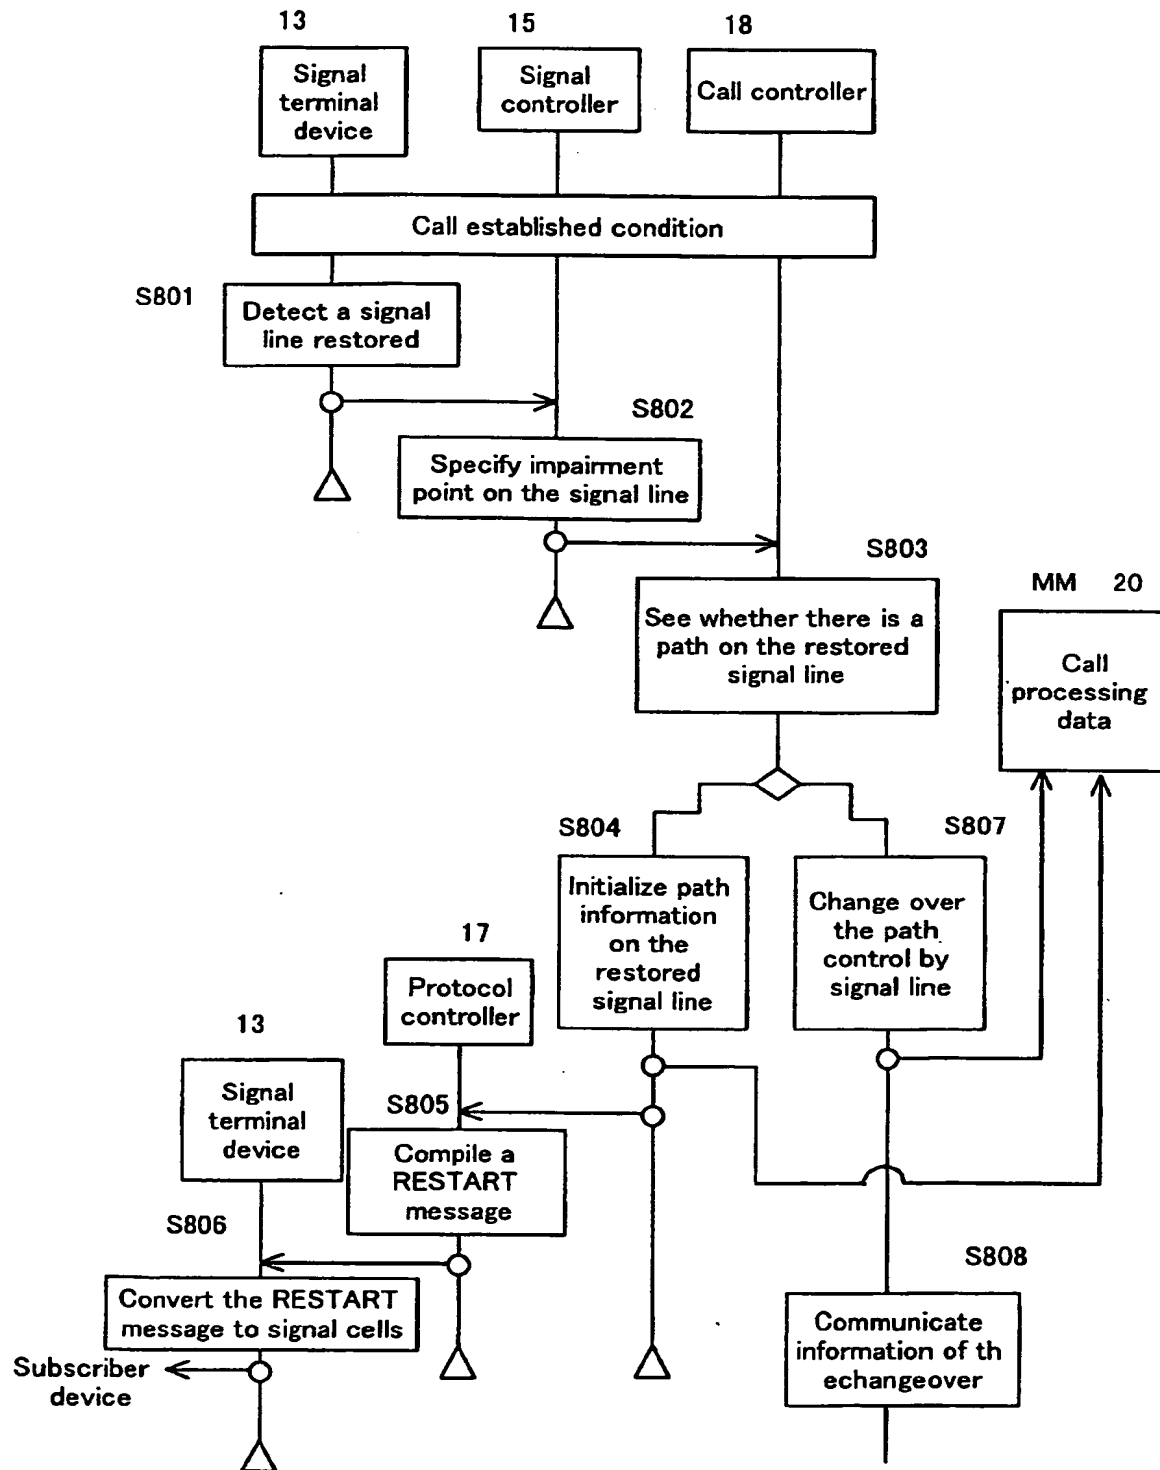 13
15
18
Signal
terminal
device
Signal
controller
Call controller
Call established condition
S801
Detect a signal
line restored
S802
Specify impairment
point on the signal line
S803
See whether there is a
path on the restored
signal line
MM 20
Call
processing
data
S804
Initialize path
information
on the
restored
signal line
S807
Change over
the path
control by
signal line
17
Protocol
controller
13
Signal
terminal
device
S805
Compile a
RESTART
message
S806
Convert the RESTART
message to signal cells
Subscriber
device
S808
Communicate
information of th
echangeover